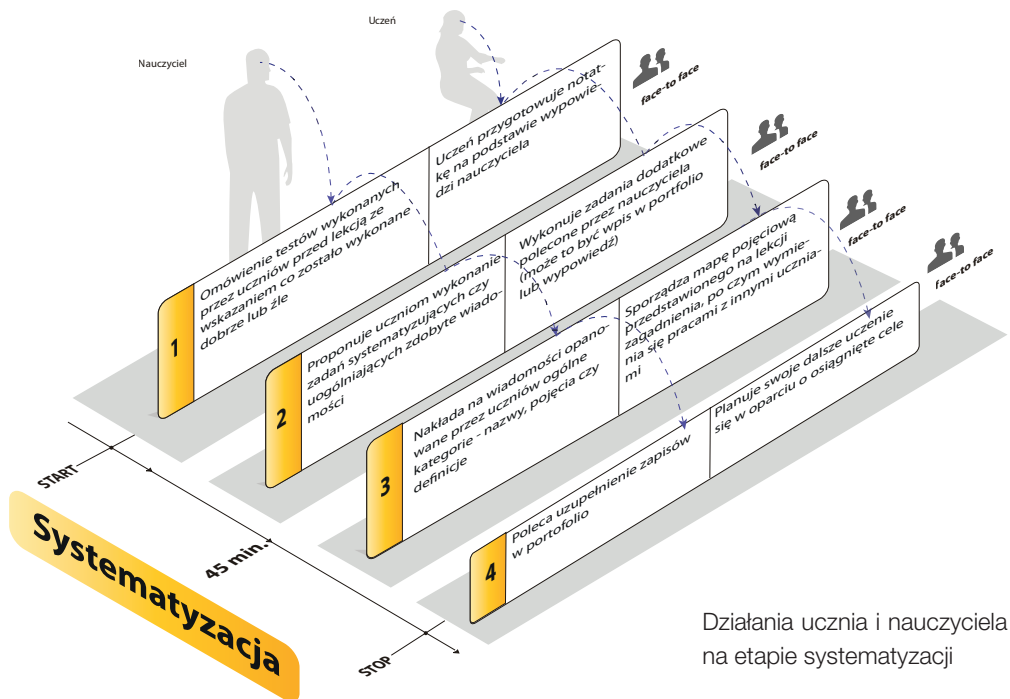 Nauczyciel
Uczeń
1
Omówienie testów wykonanych
przez uczniów przed lekcją ze
wskazaniem co zostało wykonane
dobrze lub źle
Uczeń przygotowuje notat-
kę na podstawie wypowie-
dzi nauczyciela
face-to face
2
Proponuje uczniom wykonanie
zadań systematyzujących czy
uogólniających zdobyte wiado-
mości
Wykonuje zadania dodatkowe
polecone przez nauczyciela
(może to być wpis w portfolio
lub wypowiedź)
face-to face
3
Nakłada na wiadomości opano-
wane przez uczniów ogólne
kategorie - nazwy, pojęcia czy
definicje
Sporządza mapę pojęciową
przedstawionego na lekcji
zagadnienia, po czym wymie-
nia się pracami z innymi ucznia-
mi
face-to face
4
Poleca uzupełnienie zapisów
w portofolio
Planuje swoje dalsze uczenie
się w oparciu o osiągnięte cele
face-to face
START
45 min.
STOP
Systematyzacja
Działania ucznia i nauczyciela
na etapie systematyzacji